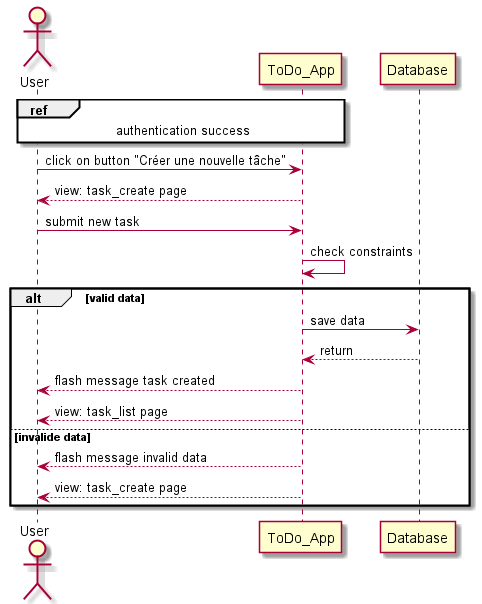 User
ToDo_App
Database
ref
authentication success
click on button "Créer une nouvelle tâche"
view: task_create page
submit new task
check constraints
alt
[valid data]
save data
return
flash message task created
view: task_list page
[invalide data]
flash message invalid data
view: task_create page
User
ToDo_App
Database